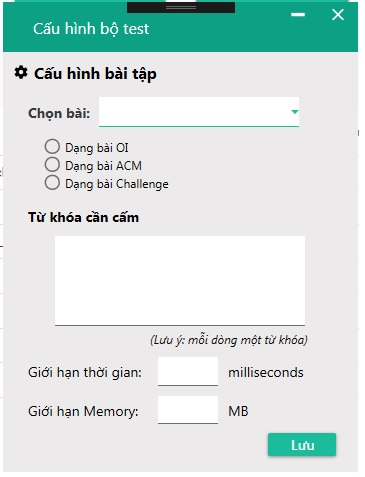 Cấu hình bộ test
Cấu hình bài tập
Chọn bài:
Dạng bài OI
Dạng bài ACM
Dạng bài Challenge
Từ khóa cần cấm
(Lưu ý: mỗi dòng một từ khóa)
Giới hạn thời gian: milliseconds
Giới hạn Memory: MB
Lưu